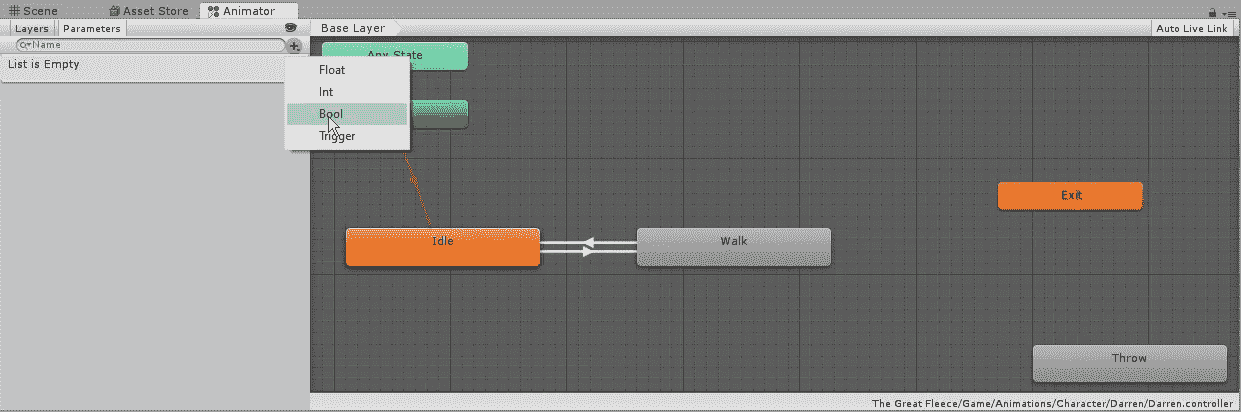 Scene Asset Store Animator
Layers Parameters Base Layer Auto Live Link
Name
List is Empty
Any State
Float
Int
Bool
Trigger
Exit
Idle Walk
Throw
The Great Fleece/Game/Animations/Character/Darren/Darren.controller